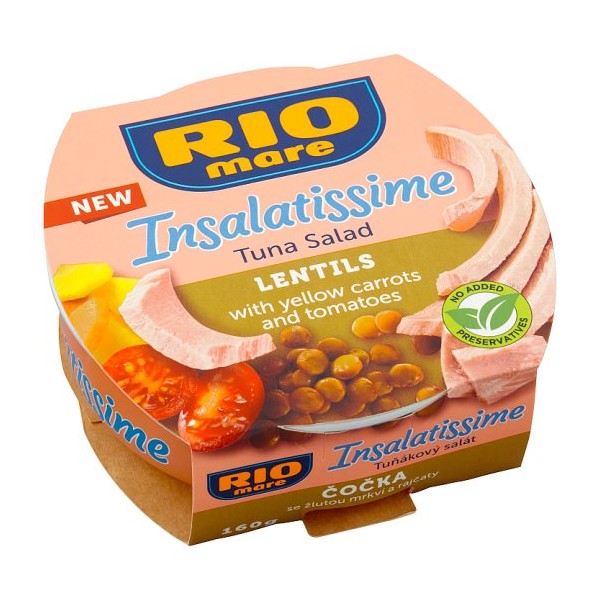 RIO
mare
NEW
Insalatissime
Tuna Salad
LENTILS
with yellow carrots
and tomatoes
NO ADDED
PRESERVATIVES
RIO
mare
Insalatissime
Tuňákový salát
ČOČKA
se žlutou mrkví a rajčaty
160g